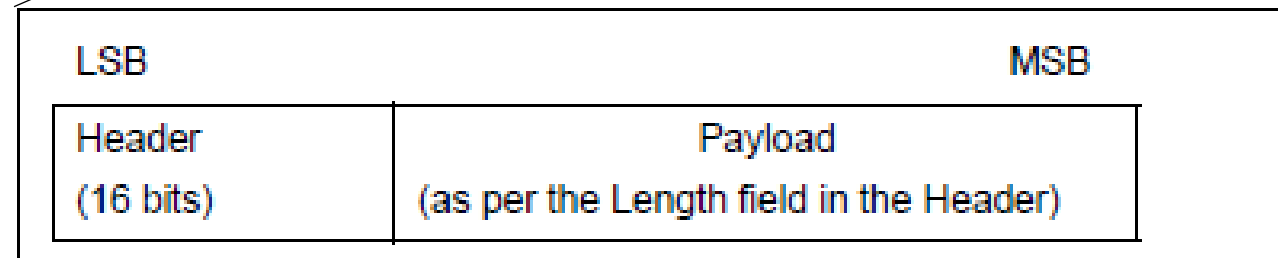 LSB MSB
Header Payload
(16 bits) (as per the Length field in the Header)